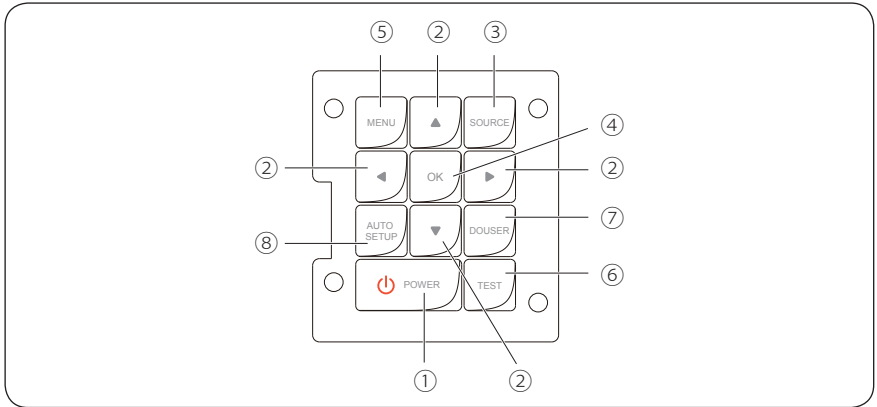 ⑤ ② ③
MENU ▲ SOURCE
④
② ◀ OK ▶ ②
⑦
AUTO
SETUP ▼ DOUSER
⑧
⑥
POWER TEST
① ②